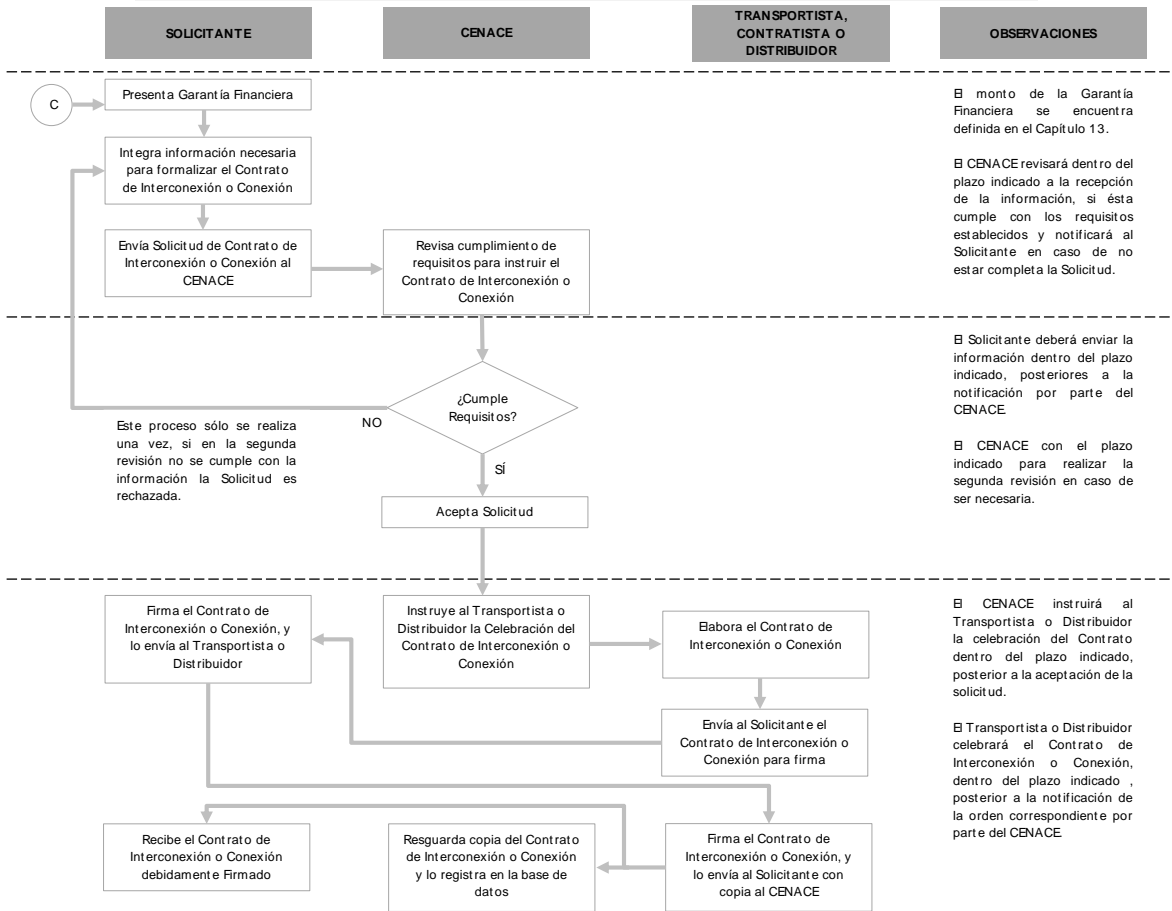 SOLICITANTE
CENACE
TRANSPORTISTA,
CONTRATISTA O
DISTRIBUIDOR
OBSERVACIONES
C
Presenta Garantía Financiera
Integra información necesaria
para formalizar el Contrato
de Interconexión o Conexión
Envía Solicitud de Contrato de
Interconexión o Conexión al
CENACE
Revisa cumplimiento de
requisitos para instruir el
Contrato de Interconexión o
Conexión
El monto de la Garantía
Financiera se encuentra
definida en el Capítulo 13.
El CENACE revisará dentro del
plazo indicado a la recepción
de la información, si ésta
cumple con los requisitos
establecidos y notificará al
Solicitante en caso de no
estar completa la Solicitud.
¿Cumple
Requisitos?
NO
SÍ
Este proceso sólo se realiza
una vez, si en la segunda
revisión no se cumple con la
información la Solicitud es
rechazada.
Acepta Solicitud
El Solicitante deberá enviar la
información dentro del plazo
indicado, posteriores a la
notificación por parte del
CENACE.
El CENACE con el plazo
indicado para realizar la
segunda revisión en caso de
ser necesaria.
Firma el Contrato de
Interconexión o Conexión, y
lo envía al Transportista o
Distribuidor
Instruye al Transportista o
Distribuidor la Celebración del
Contrato de Interconexión o
Conexión
Elabora el Contrato de
Interconexión o Conexión
Envía al Solicitante el
Contrato de Interconexión o
Conexión para firma
Recibe el Contrato de
Interconexión o Conexión
debidamente Firmado
Resguarda copia del Contrato
de Interconexión o Conexión
y lo registra en la base de
datos
Firma el Contrato de
Interconexión o Conexión, y
lo envía al Solicitante con
copia al CENACE
El CENACE instruirá al
Transportista o Distribuidor
la celebración del Contrato
dentro del plazo indicado,
posterior a la aceptación de la
solicitud.
El Transportista o Distribuidor
celebrará el Contrato de
Interconexión o Conexión,
dentro del plazo indicado ,
posterior a la notificación de
la orden correspondiente por
parte del CENACE.